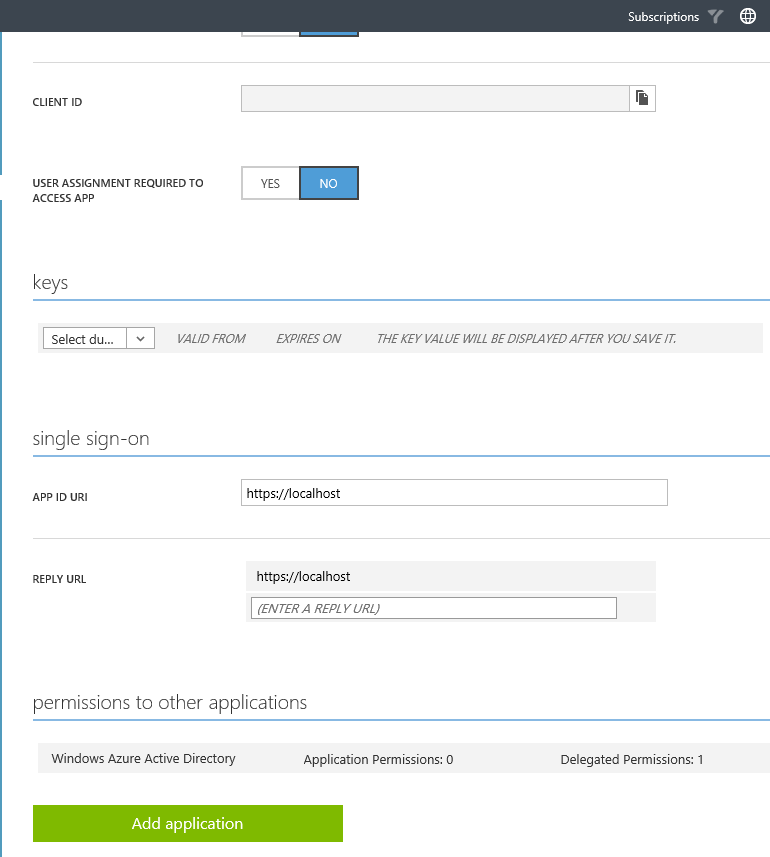 Subscriptions
CLIENT ID
USER ASSIGNMENT REQUIRED TO
ACCESS APP
YES
NO
keys
Select du...
VALID FROM
EXPIRES ON
THE KEY VALUE WILL BE DISPLAYED AFTER YOU SAVE IT.
single sign-on
APP ID URI
https://localhost
REPLY URL
https://localhost
(ENTER A REPLY URL)
permissions to other applications
Windows Azure Active Directory
Application Permissions: 0
Delegated Permissions: 1
Add application